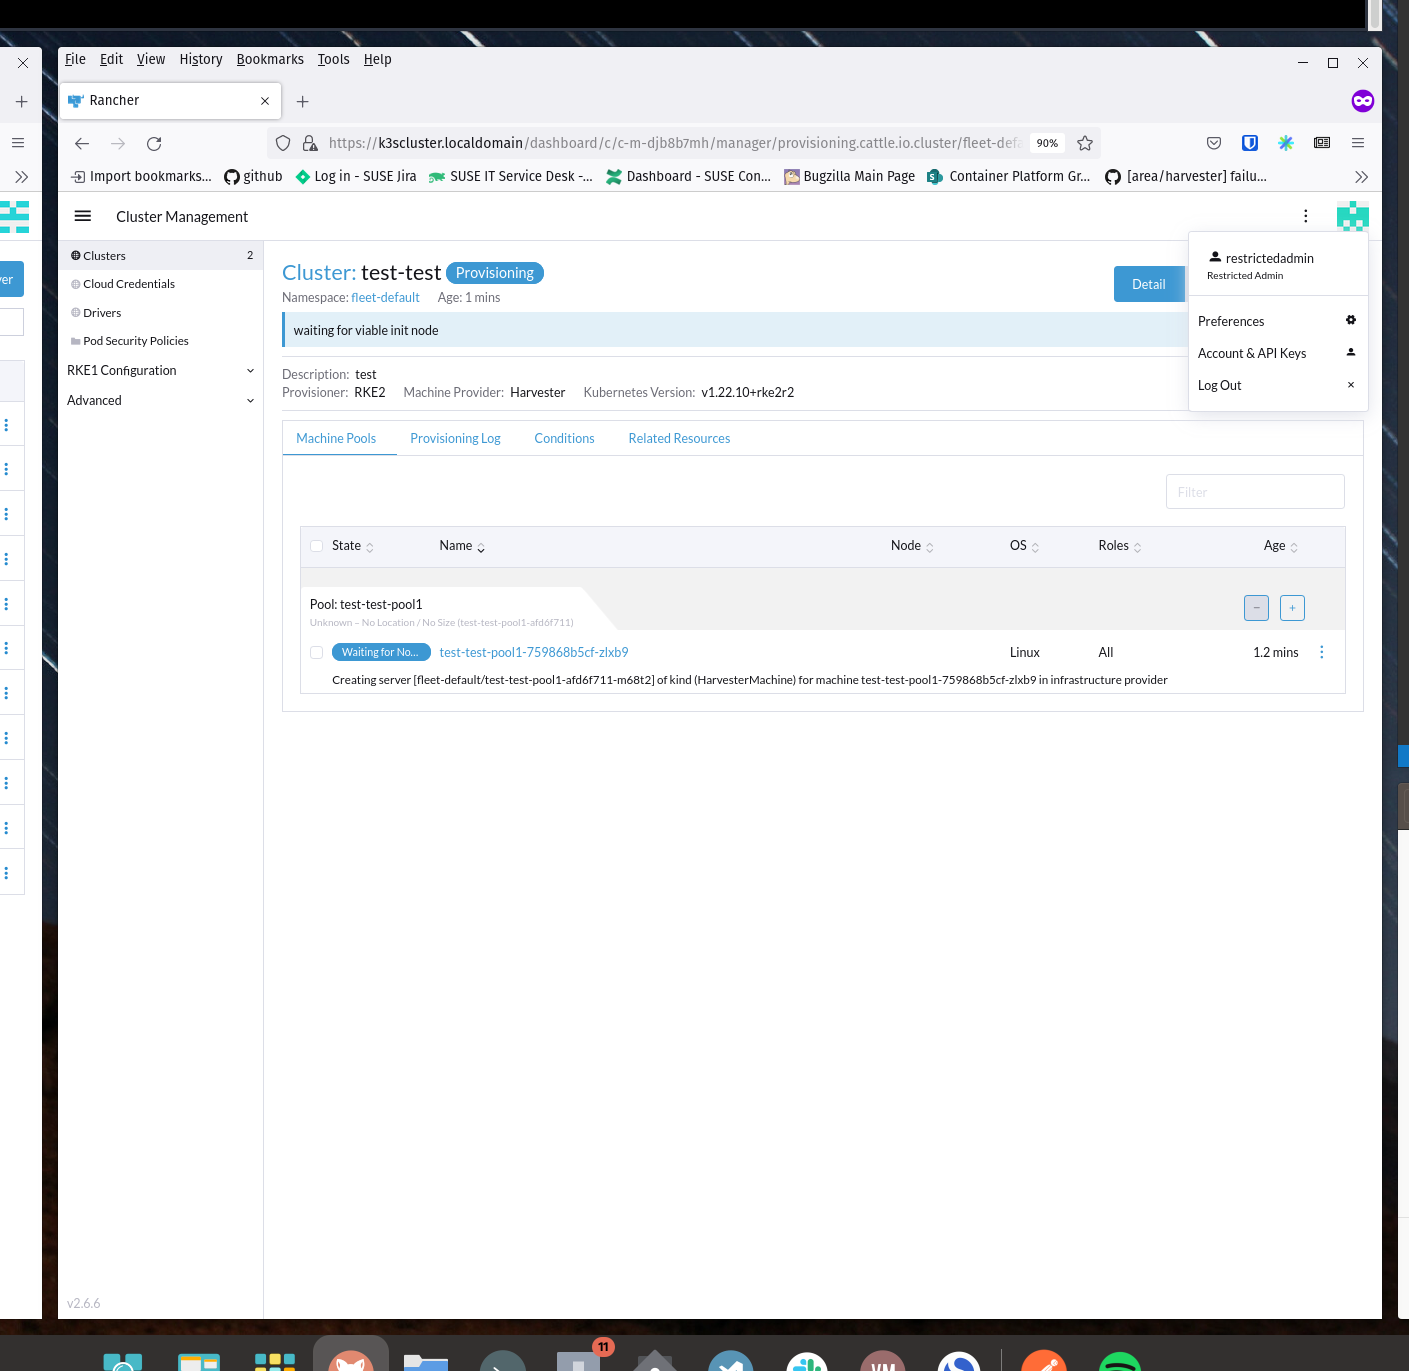 File Edit View History Bookmarks Tools Help
Rancher
https://k3scluster.localdomain/dashboard/c/c-m-djb8b7mh/manager/provisioning.cattle.io.cluster/fleet-defa
90%
Import bookmarks... github Log in - SUSE Jira SUSE IT Service Desk -... Dashboard - SUSE Con... Bugzilla Main Page Container Platform Gr... [area/harvester] failu...
Cluster Management
Clusters 2
Cloud Credentials
Drivers
Pod Security Policies
RKE1 Configuration
Advanced
Cluster: test-test Provisioning
Namespace: fleet-default Age: 1 mins
Detail
waiting for viable init node
Description: test
Provisioner: RKE2 Machine Provider: Harvester Kubernetes Version: v1.22.10+rke2r2
restrictedadmin
Restricted Admin
Preferences
Account & API Keys
Log Out
Machine Pools Provisioning Log Conditions Related Resources
Filter
State Name Node OS Roles Age
Pool: test-test-pool1
Unknown – No Location / No Size (test-test-pool1-afd6f711)
Waiting for No... test-test-pool1-759868b5cf-zlxb9 Linux All 1.2 mins
Creating server [fleet-default/test-test-pool1-afd6f711-m68t2] of kind (HarvesterMachine) for machine test-test-pool1-759868b5cf-zlxb9 in infrastructure provider
v2.6.6
11
VM